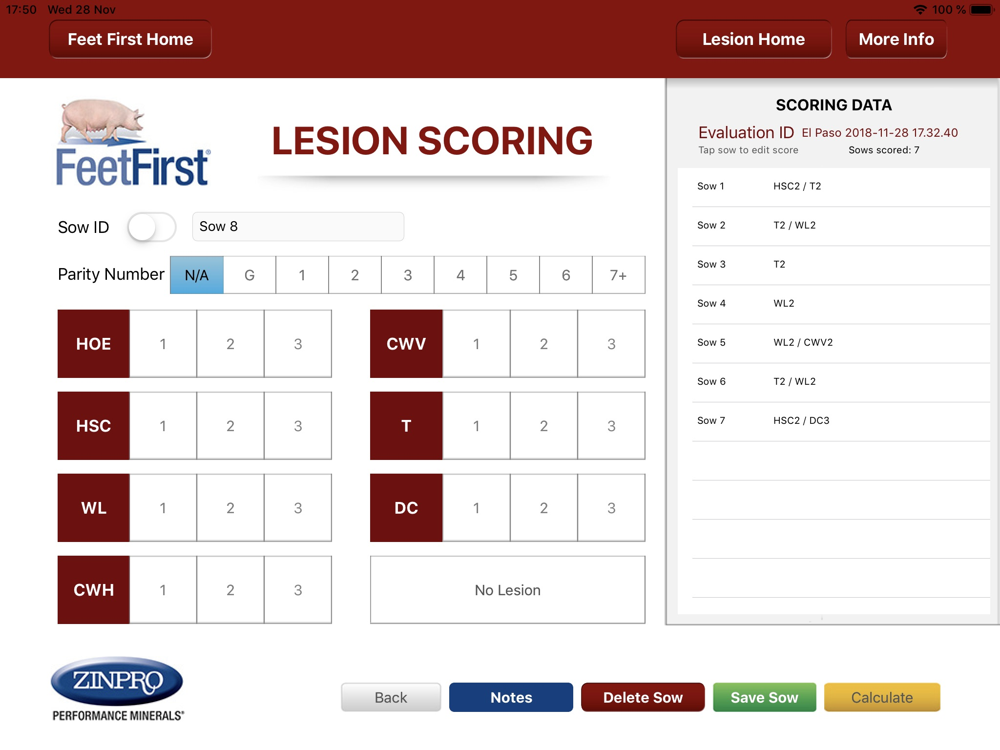 17:50 Wed 28 Nov 100 %
Feet First Home Lesion Home More Info
FeetFirst®
LESION SCORING
Sow ID Sow 8
Parity Number N/A G 1 2 3 4 5 6 7+
HOE 1 2 3 CWV 1 2 3
HSC 1 2 3 T 1 2 3
WL 1 2 3 DC 1 2 3
CWH 1 2 3 No Lesion
SCORING DATA
Evaluation ID El Paso 2018-11-28 17.32.40
Tap sow to edit score Sows scored: 7
Sow 1 HSC2 / T2
Sow 2 T2 / WL2
Sow 3 T2
Sow 4 WL2
Sow 5 WL2 / CWV2
Sow 6 T2 / WL2
Sow 7 HSC2 / DC3
ZINPRO
PERFORMANCE MINERALS®
Back Notes Delete Sow Save Sow Calculate